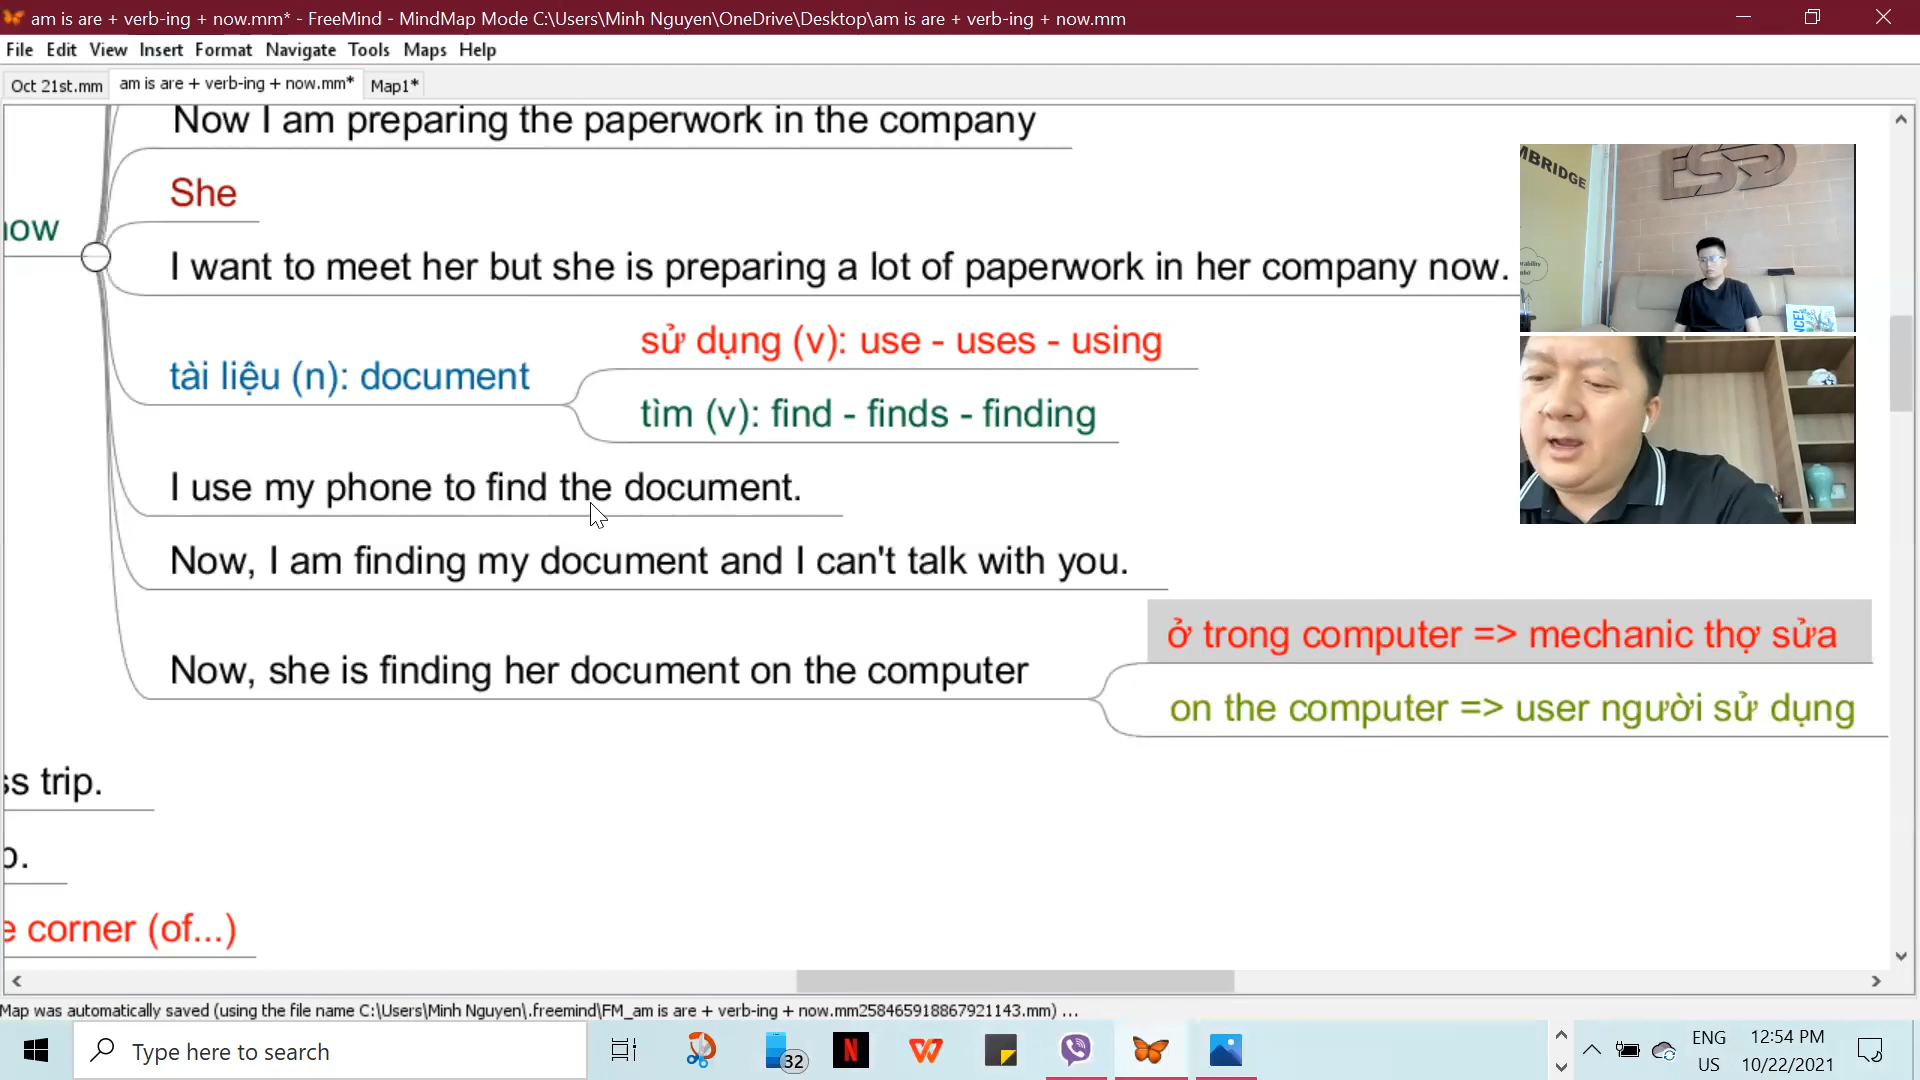 am is are + verb-ing + now.mm* - FreeMind - MindMap Mode C:\Users\Minh Nguyen\OneDrive\Desktop\am is are + verb-ing + now.mm
File Edit View Insert Format Navigate Tools Maps Help
Oct 21st.mm am is are + verb-ing + now.mm* Map1*
Now I am preparing the paperwork in the company
She
now
I want to meet her but she is preparing a lot of paperwork in her company now.
sử dụng (v): use - uses - using
tài liệu (n): document
tìm (v): find - finds - finding
I use my phone to find the document.
Now, I am finding my document and I can't talk with you.
ở trong computer => mechanic thợ sửa
Now, she is finding her document on the computer
on the computer => user người sử dụng
ss trip.
e corner (of...)
MBRIDGE
ESD
Map was automatically saved (using the file name C:\Users\Minh Nguyen\.freemind\FM_am is are + verb-ing + now.mm258465918867921143.mm) ...
Type here to search
32
N
ENG
US
12:54 PM
10/22/2021